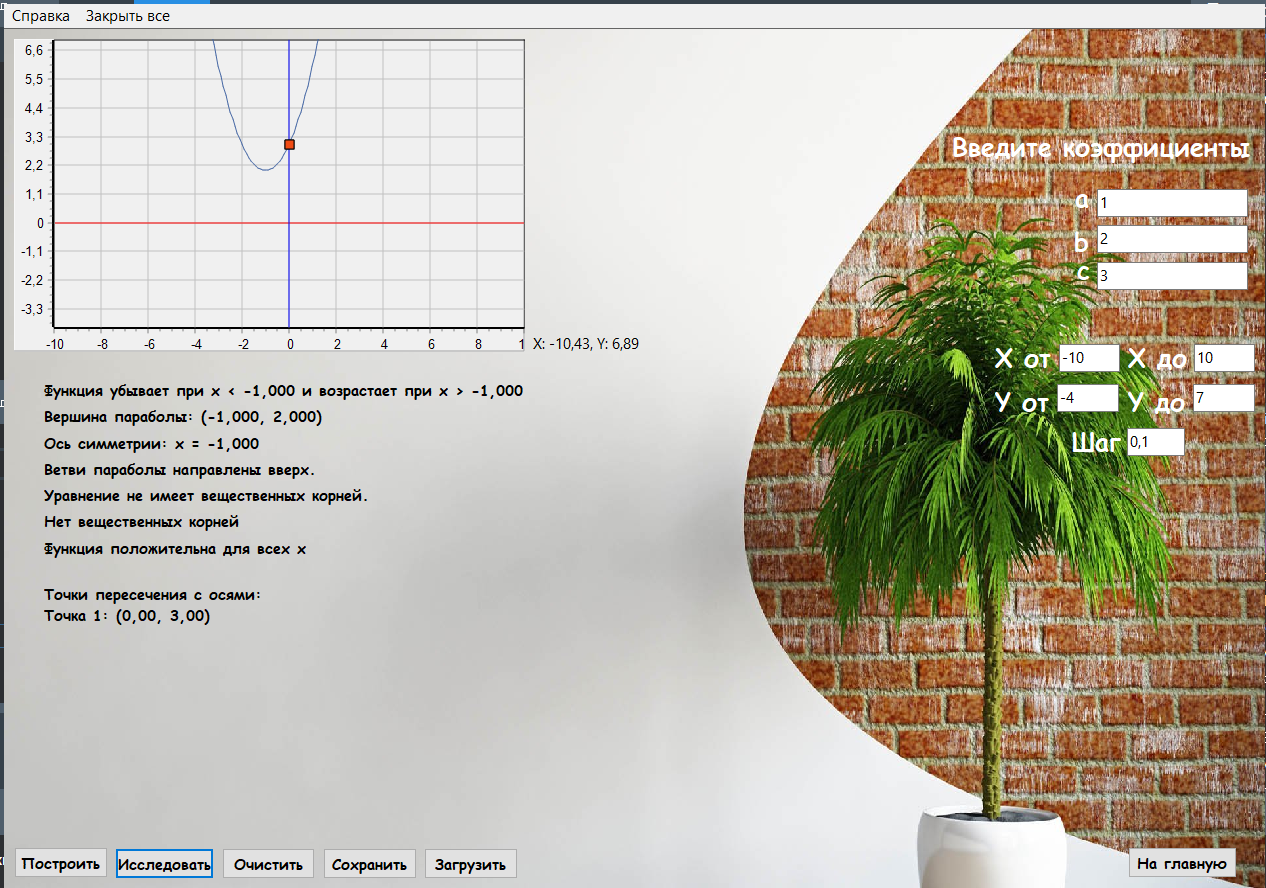 Справка Закрыть все
6,6
5,5
4,4
3,3
2,2
1,1
0
-1,1
-2,2
-3,3
-10 -8 -6 -4 -2 0 2 4 6 8 1
X: -10,43, Y: 6,89
Введите коэффициенты
a 1
b 2
c 3
X от -10 X до 10
Y от -4 Y до 7
Шаг 0,1
Функция убывает при x < -1,000 и возрастает при x > -1,000
Вершина параболы: (-1,000, 2,000)
Ось симметрии: x = -1,000
Ветви параболы направлены вверх.
Уравнение не имеет вещественных корней.
Нет вещественных корней
Функция положительна для всех x
Точки пересечения с осями:
Точка 1: (0,00, 3,00)
Построить Исследовать Очистить Сохранить Загрузить На главную